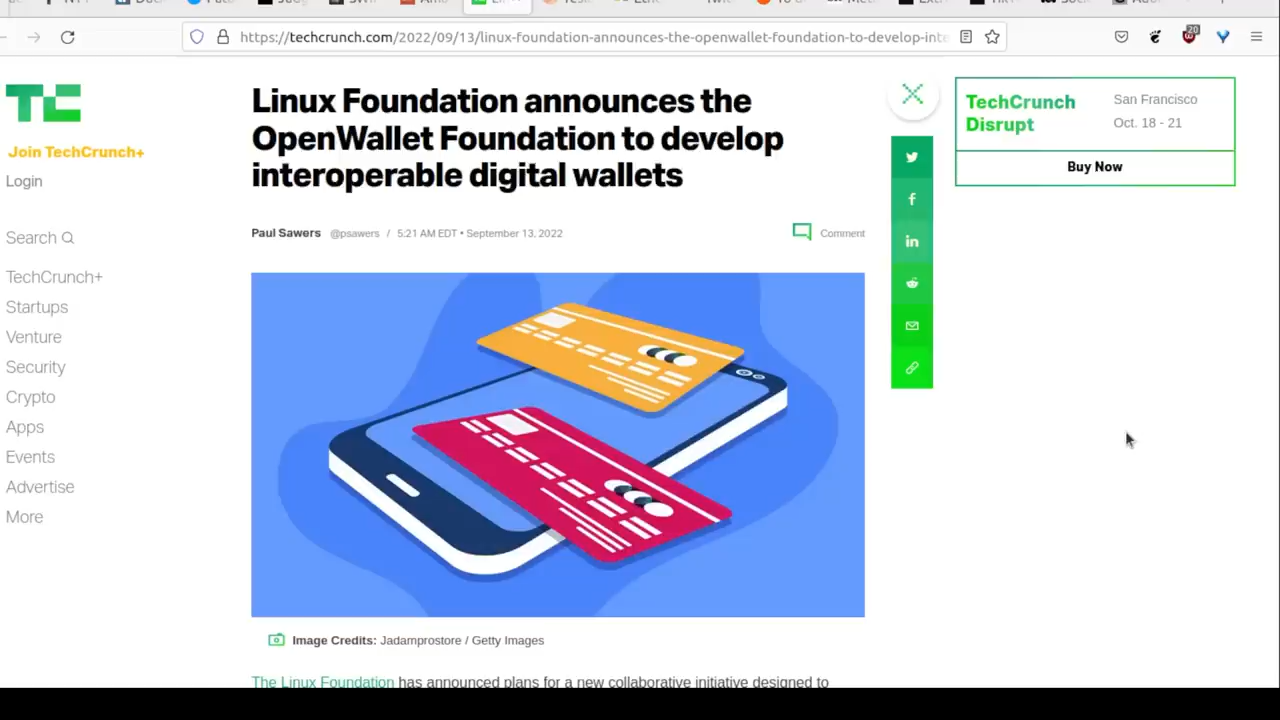 https://techcrunch.com/2022/09/13/linux-foundation-announces-the-openwallet-foundation-to-develop-inte
20
TC
Join TechCrunch+
Login
Search
TechCrunch+
Startups
Venture
Security
Crypto
Apps
Events
Advertise
More
Linux Foundation announces the
OpenWallet Foundation to develop
interoperable digital wallets
Paul Sawers @psawers / 5:21 AM EDT • September 13, 2022
Comment
Image Credits: Jadamprostore / Getty Images
The Linux Foundation has announced plans for a new collaborative initiative designed to
in
TechCrunch
Disrupt
San Francisco
Oct. 18 - 21
Buy Now